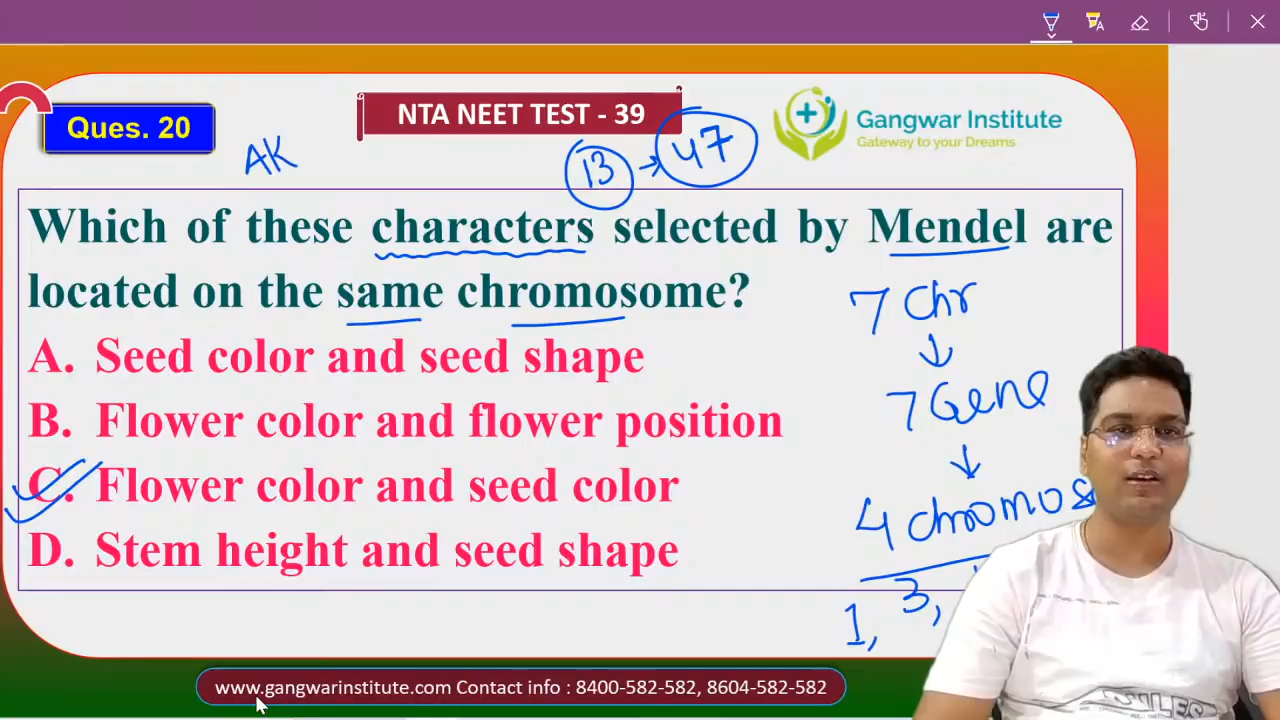 Ques. 20
NTA NEET TEST - 39
Gangwar Institute
Gateway to your Dreams
AK
13 → 47
Which of these characters selected by Mendel are
located on the same chromosome?
A. Seed color and seed shape
B. Flower color and flower position
C. Flower color and seed color
D. Stem height and seed shape
7 Chr
↓
7 Gene
↓
4 chromos
1, 3,
www.gangwarinstitute.com Contact info : 8400-582-582, 8604-582-582